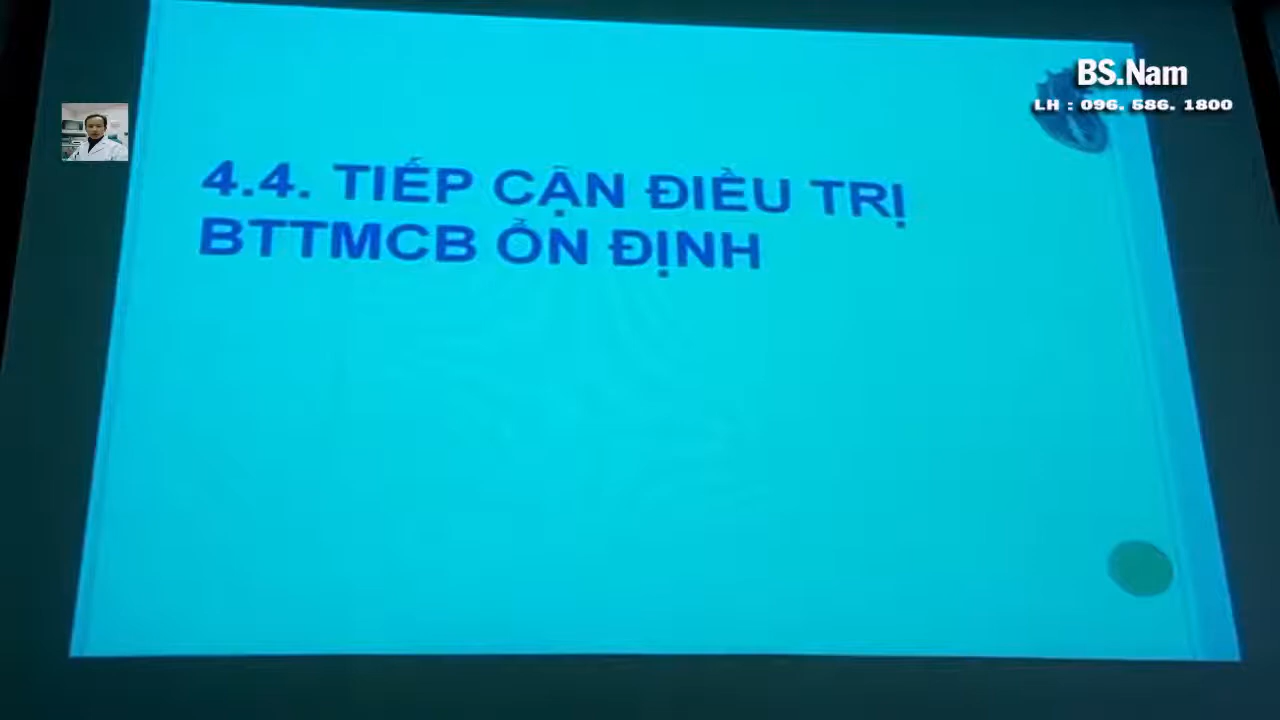 BS.Nam
LH : 096. 586. 1800
4.4. TIẾP CẬN ĐIỀU TRỊ
BTTMCB ỔN ĐỊNH